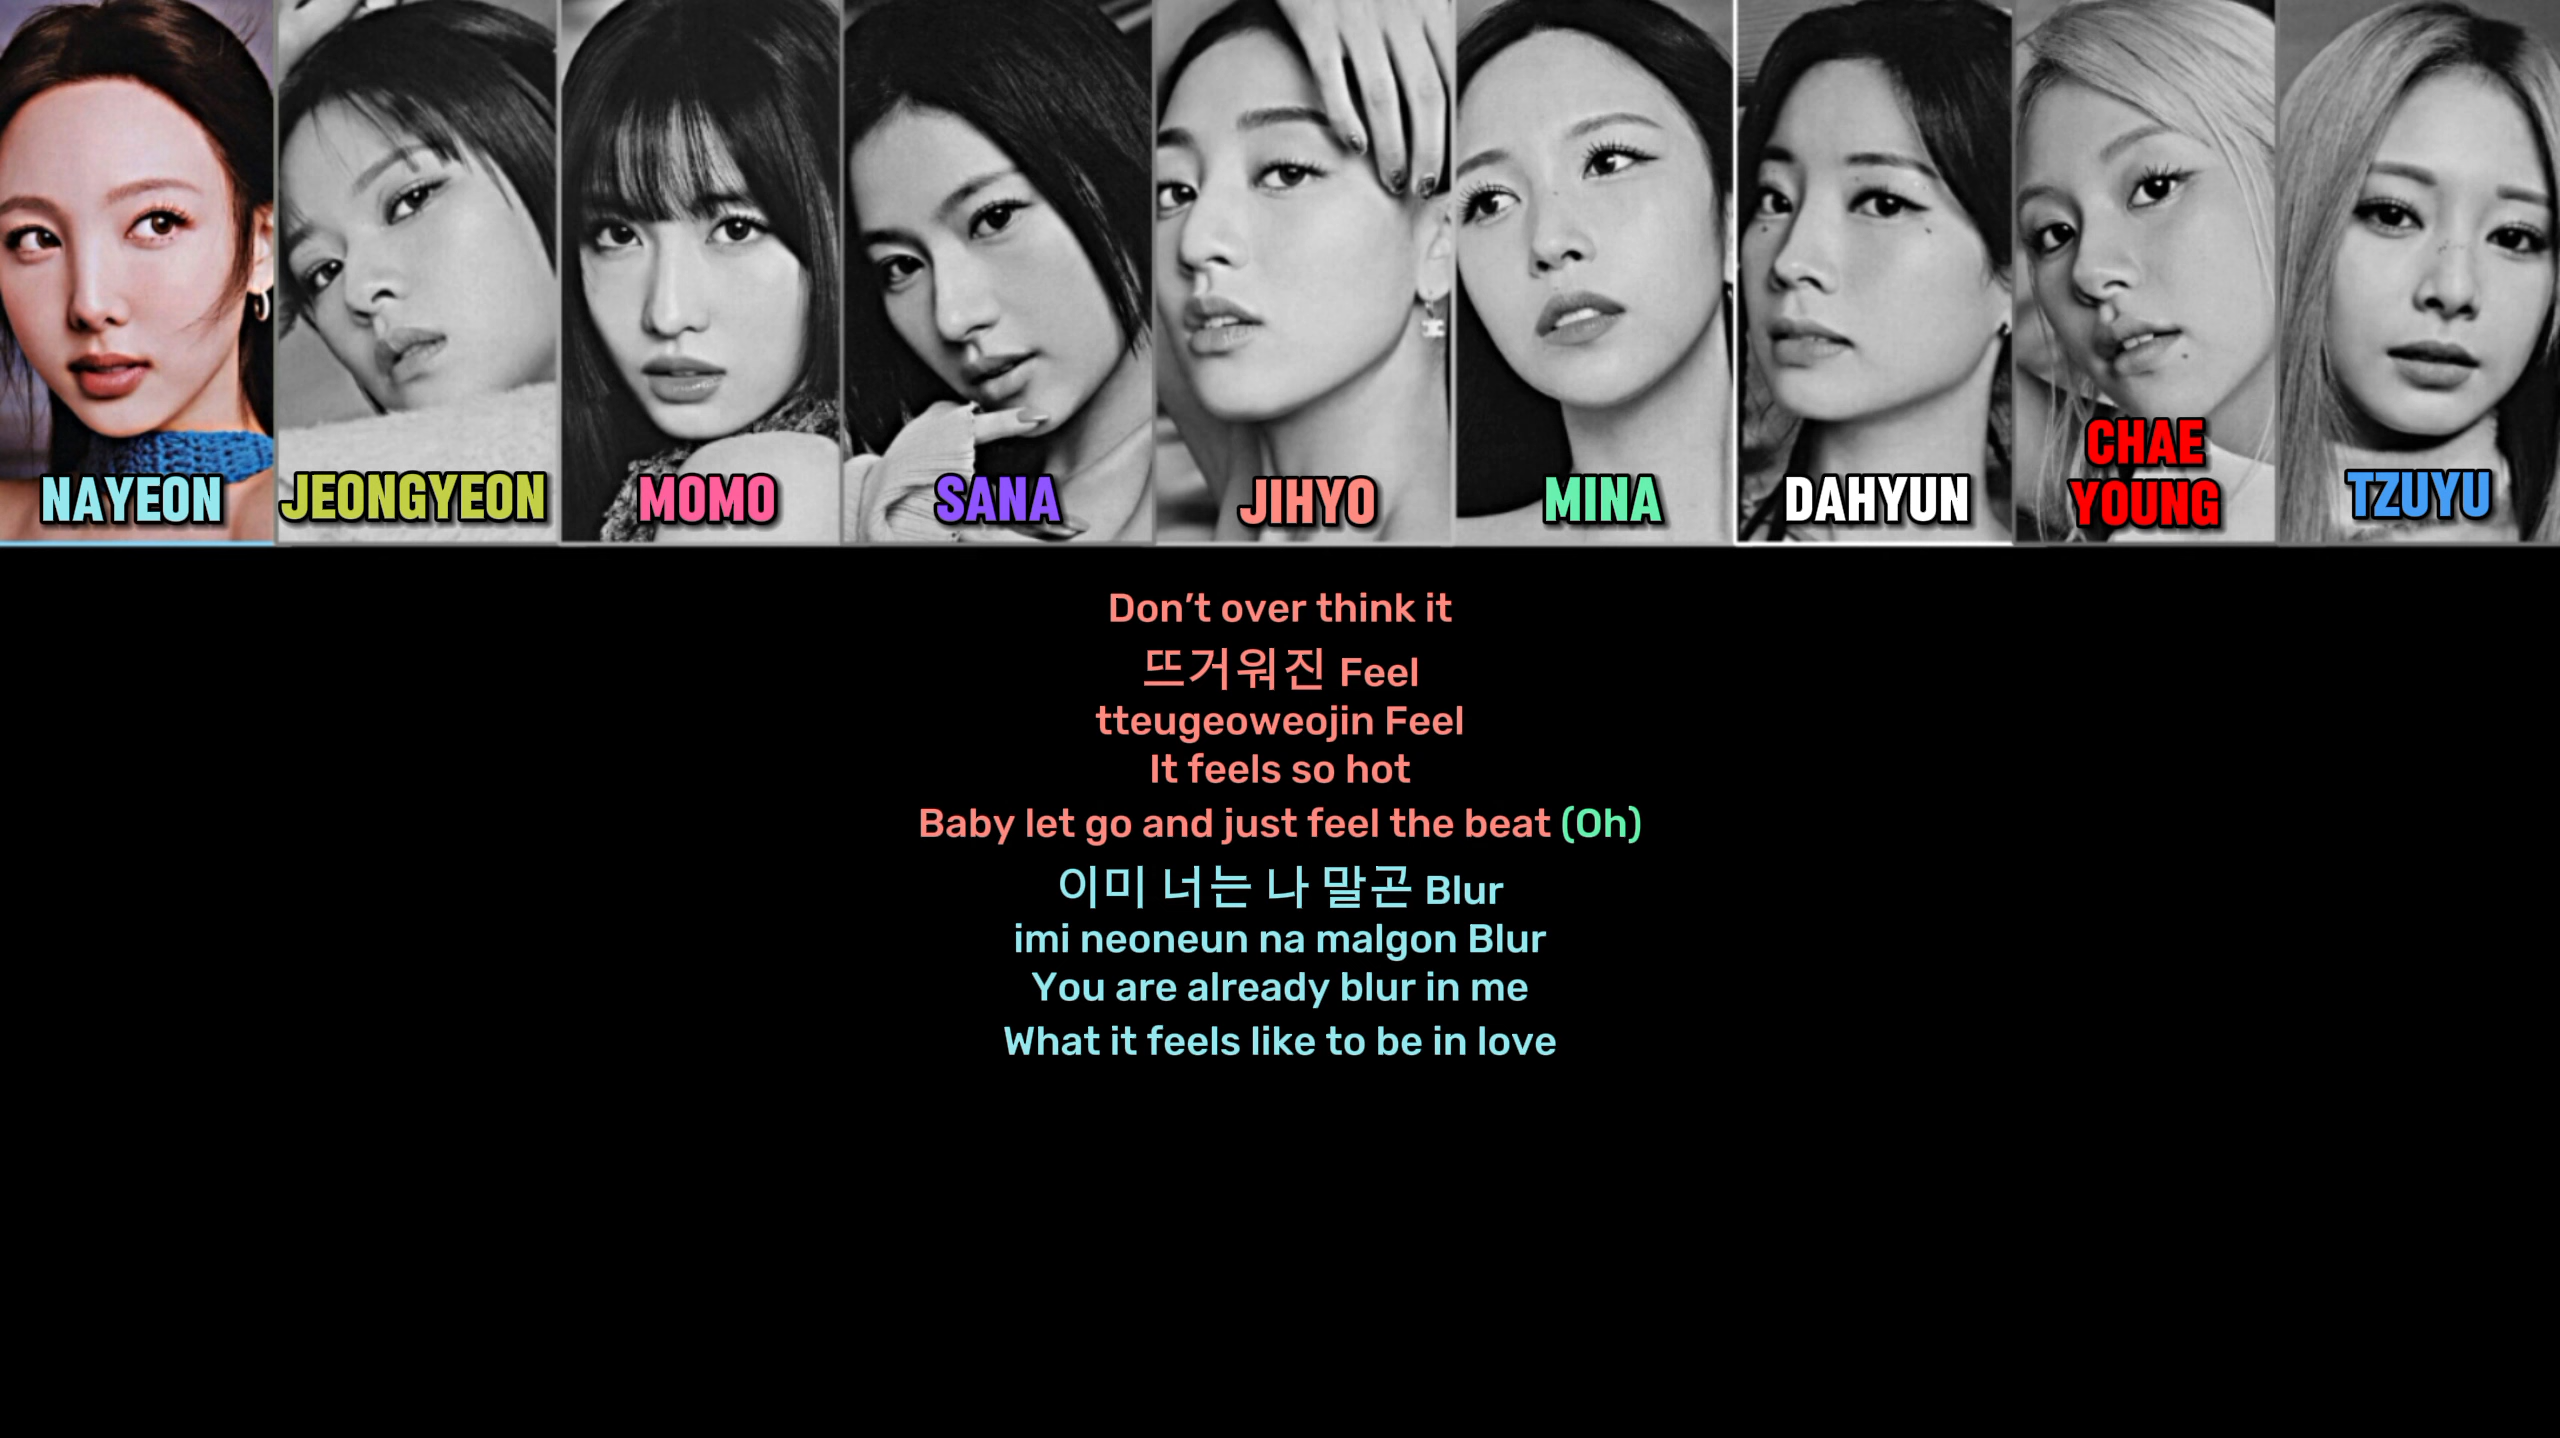 NAYEON
JEONGYEON
MOMO
SANA
JIHYO
MINA
DAHYUN
CHAE
YOUNG
TZUYU
Don’t over think it
뜨거워진 Feel
tteugeoweojin Feel
It feels so hot
Baby let go and just feel the beat (Oh)
이미 너는 나 말곤 Blur
imi neoneun na malgon Blur
You are already blur in me
What it feels like to be in love